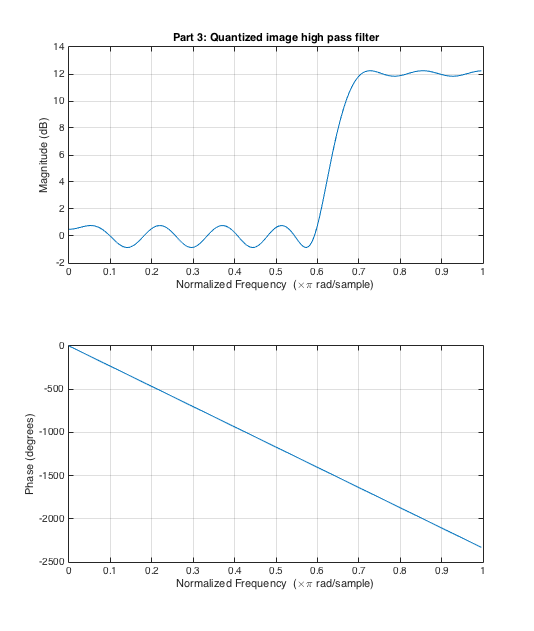 Part 3: Quantized image high pass filter
14
12
10
8
6
4
2
0
-2
Magnitude (dB)
0 0.1 0.2 0.3 0.4 0.5 0.6 0.7 0.8 0.9 1
Normalized Frequency (×π rad/sample)
0
-500
-1000
-1500
-2000
-2500
Phase (degrees)
0 0.1 0.2 0.3 0.4 0.5 0.6 0.7 0.8 0.9 1
Normalized Frequency (×π rad/sample)